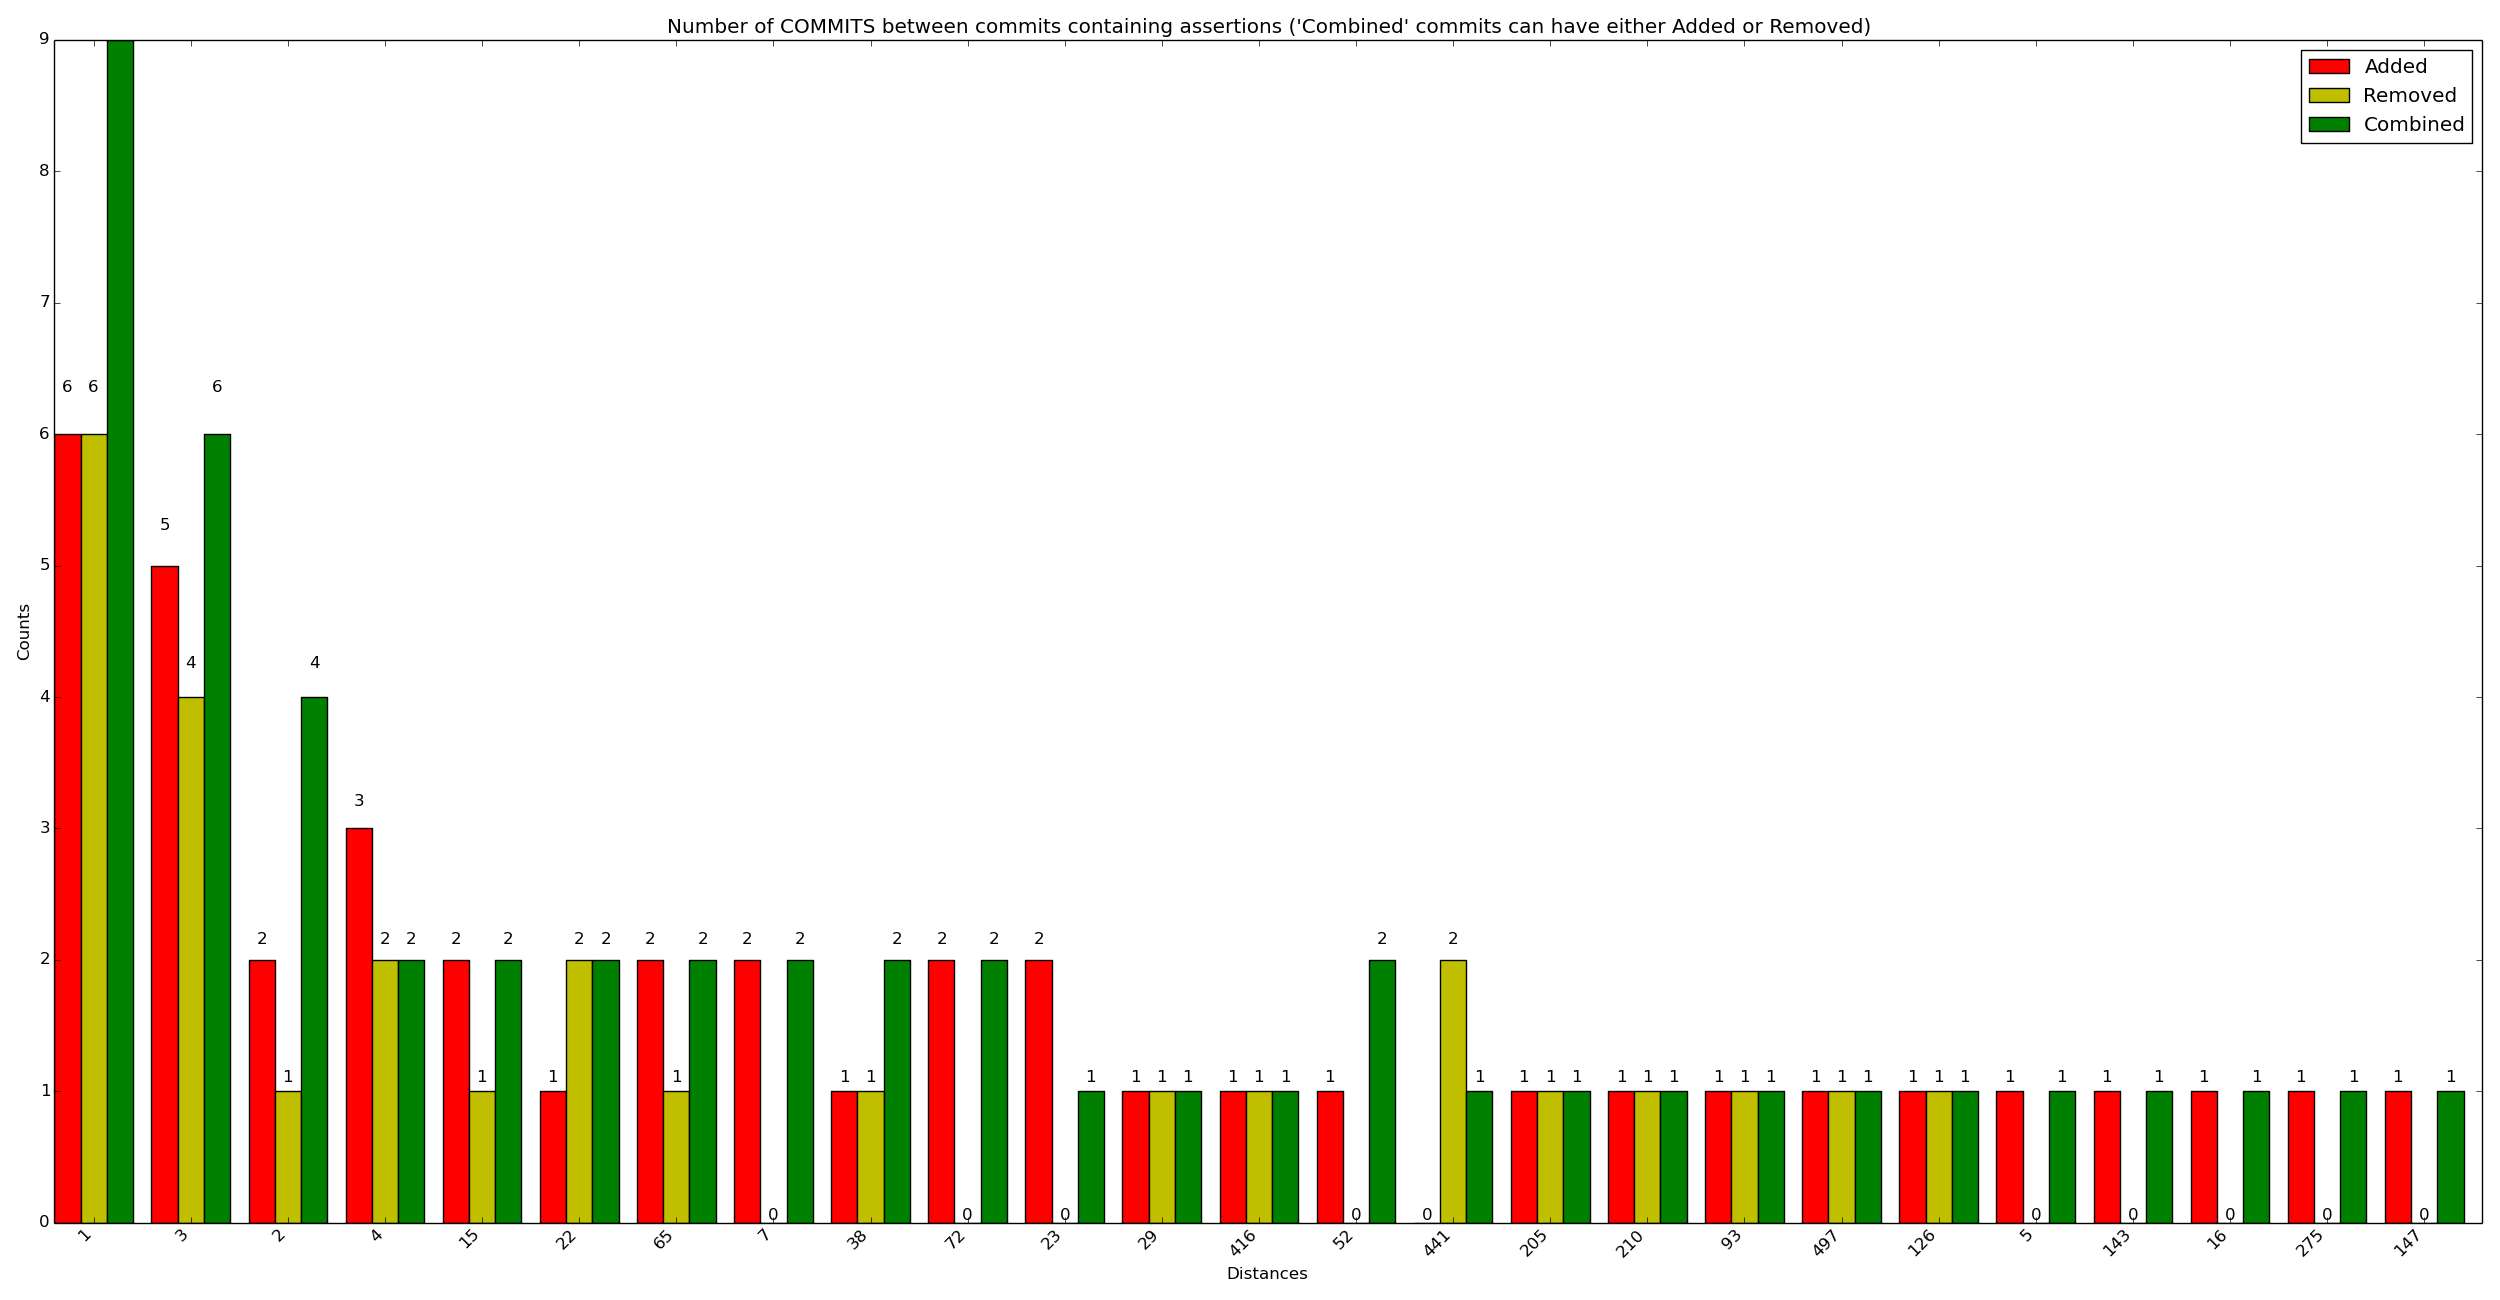 Number of COMMITS between commits containing assertions ('Combined' commits can have either Added or Removed)
Added
Removed
Combined
9
8
7
6
5
4
3
2
1
0
Counts
6 6
5 4 6
2 1 4
3 2 2
2 1 2
1 2 2
2 1 2
2 0 2
1 1 2
2 0 2
2 0 1
1 1 1
1 1 1
1 0 2
0 2 1
1 1 1
1 1 1
1 1 1
1 1 1
1 1 1
1 0 1
1 0 1
1 0 1
1 0 1
1 0 1
1 3 2 4 15 22 65 7 38 72 23 29 416 52 441 205 210 93 497 126 5 143 16 275 147
Distances